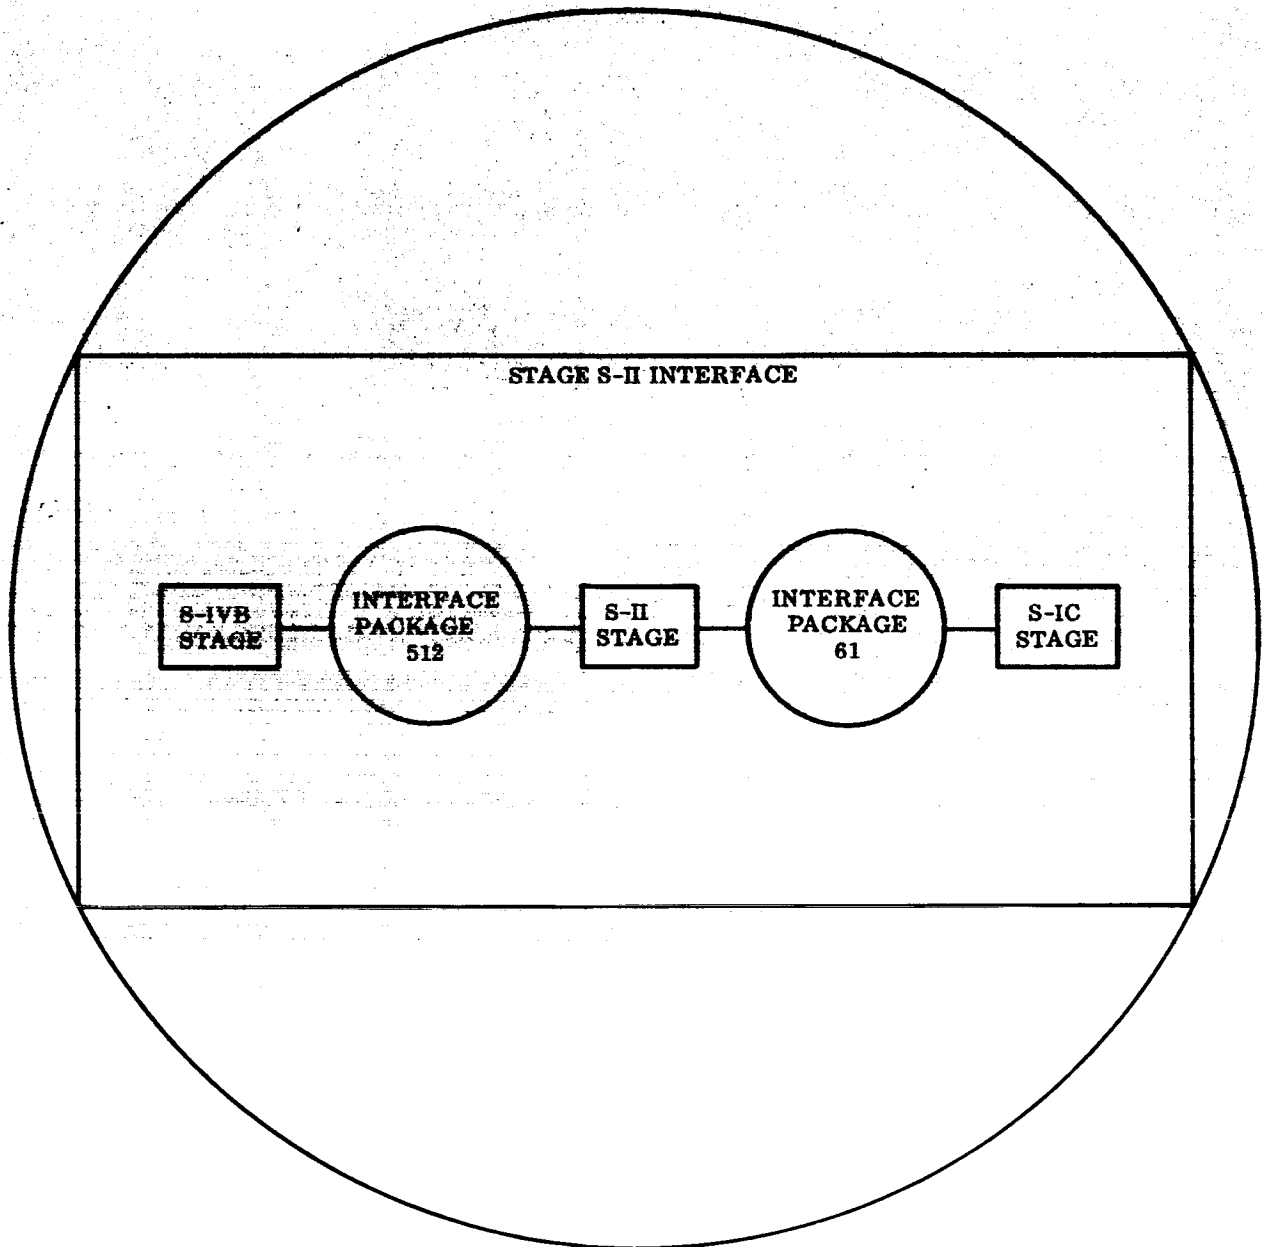 STAGE S-II INTERFACE
S-IVB
STAGE
INTERFACE
PACKAGE
512
S-II
STAGE
INTERFACE
PACKAGE
61
S-IC
STAGE